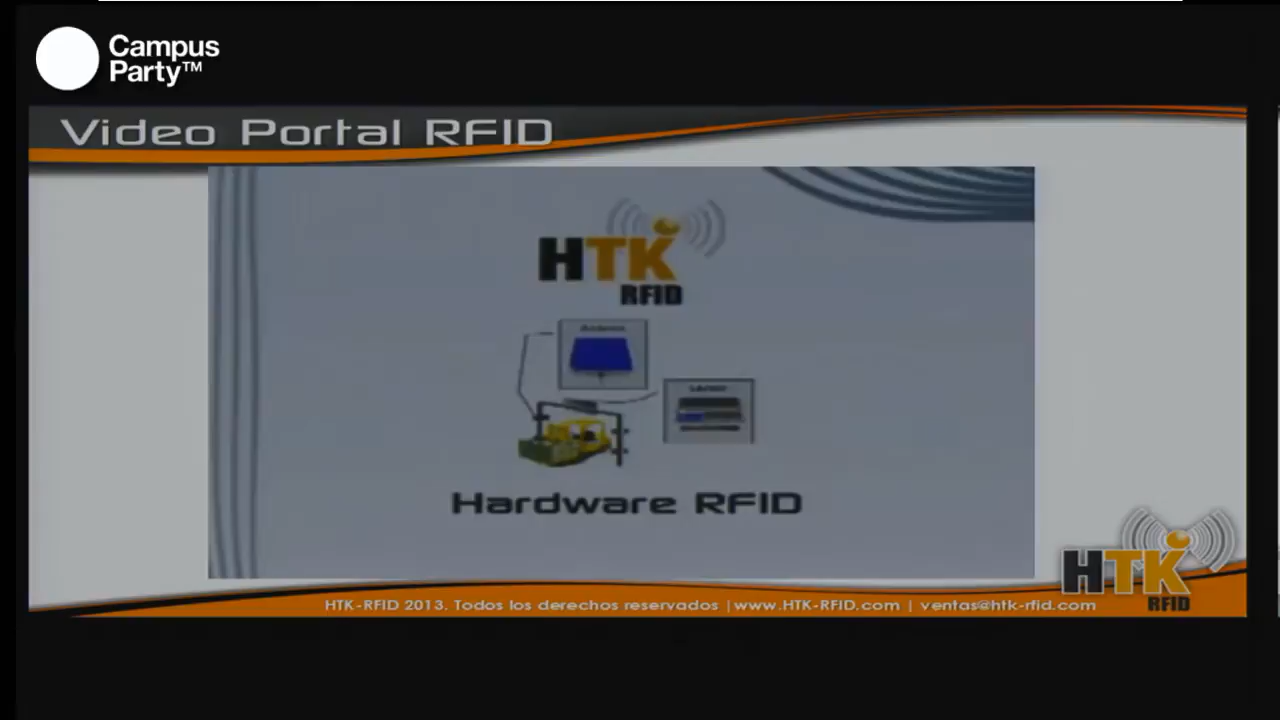 Campus
Party™
Video Portal RFID
HTK
RFID
Hardware RFID
HTK
RFID
HTK-RFID 2013. Todos los derechos reservados | www.HTK-RFID.com | ventas@htk-rfid.com